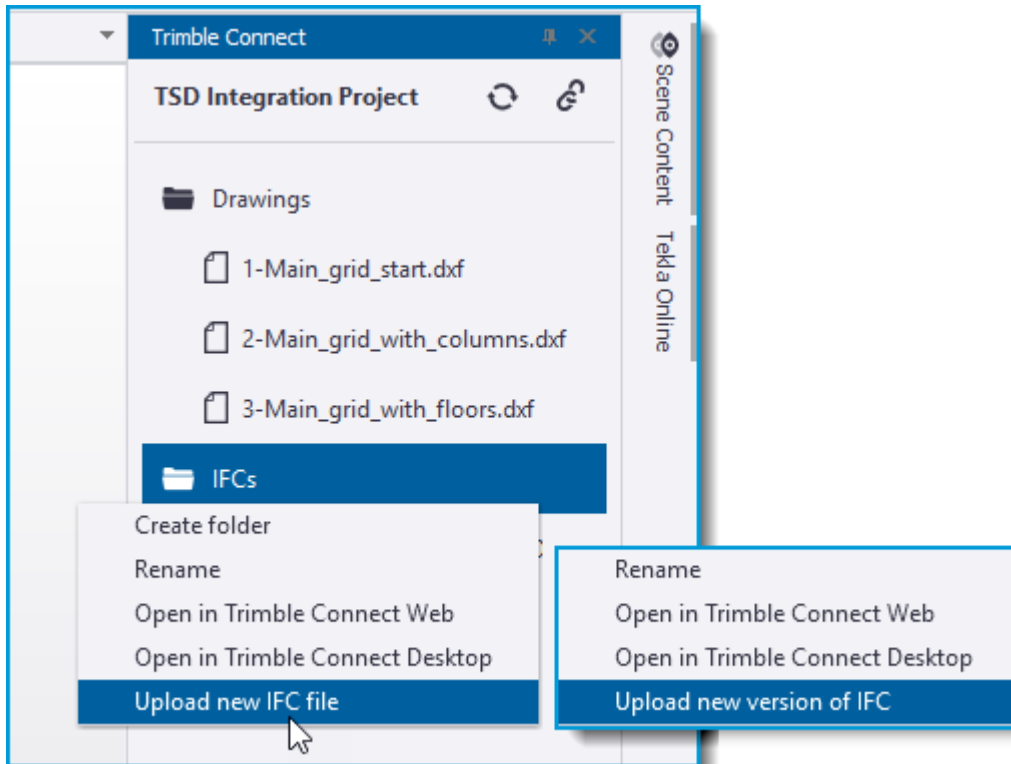 Trimble Connect
TSD Integration Project
Drawings
1-Main_grid_start.dxf
2-Main_grid_with_columns.dxf
3-Main_grid_with_floors.dxf
IFCs
Create folder
Rename
Open in Trimble Connect Web
Open in Trimble Connect Desktop
Upload new IFC file
Rename
Open in Trimble Connect Web
Open in Trimble Connect Desktop
Upload new version of IFC
Scene Content
Tekla Online